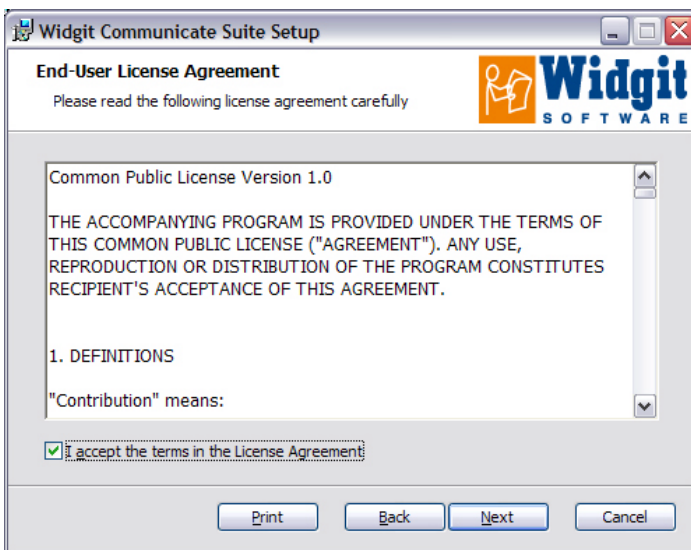 Widgit Communicate Suite Setup
End-User License Agreement
Please read the following license agreement carefully
Widgit
SOFTWARE
Common Public License Version 1.0
THE ACCOMPANYING PROGRAM IS PROVIDED UNDER THE TERMS OF
THIS COMMON PUBLIC LICENSE ("AGREEMENT"). ANY USE,
REPRODUCTION OR DISTRIBUTION OF THE PROGRAM CONSTITUTES
RECIPIENT'S ACCEPTANCE OF THIS AGREEMENT.
1. DEFINITIONS
"Contribution" means:
I accept the terms in the License Agreement
Print Back Next Cancel